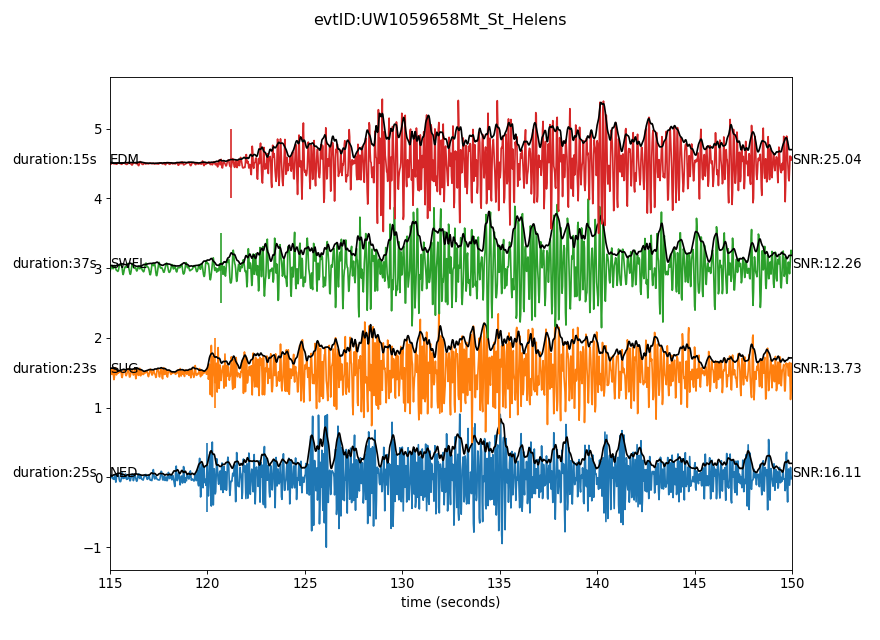 evtID:UW1059658Mt_St_Helens
5
duration:15s EDM SNR:25.04
4
duration:37s SWFL SNR:12.26
3
2
duration:23s SUG SNR:13.73
1
duration:25s NED SNR:16.11
0
−1
115 120 125 130 135 140 145 150
time (seconds)